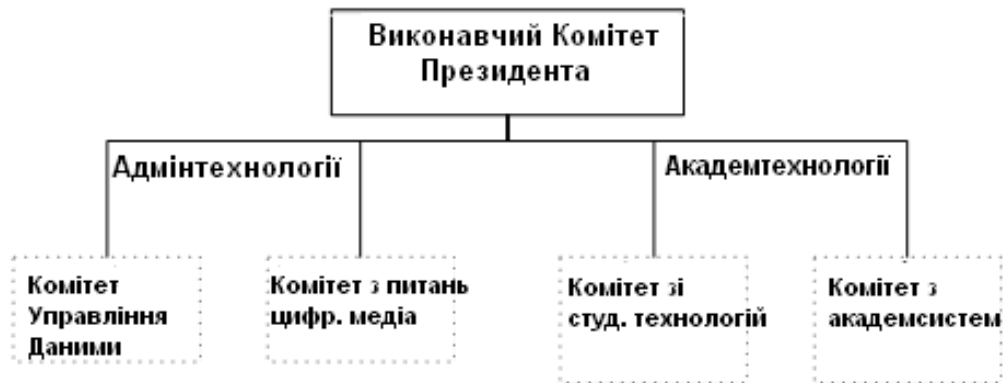 Виконавчий Комітет
Президента
Адмінтехнології
Академтехнології
Комітет
Управління
Даними
Комітет з питань
цифр. медіа
Комітет зі
студ. технологій
Комітет з
академсистем